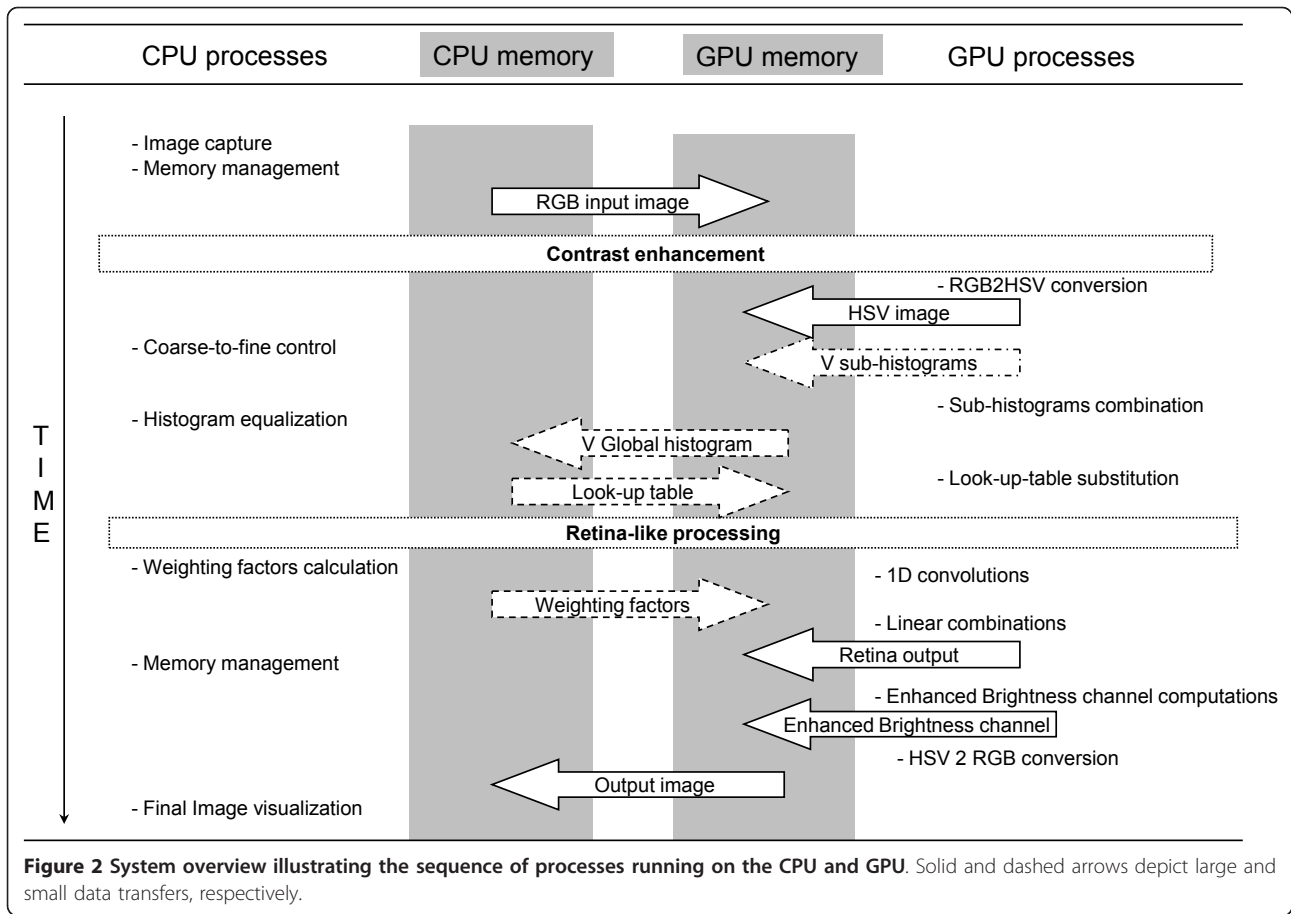 CPU processes CPU memory GPU memory GPU processes
- Image capture
- Memory management
RGB input image
Contrast enhancement
- RGB2HSV conversion
HSV image
- Coarse-to-fine control
V sub-histograms
- Histogram equalization
- Sub-histograms combination
V Global histogram
Look-up table
- Look-up-table substitution
TIME
Retina-like processing
- Weighting factors calculation
- 1D convolutions
Weighting factors
- Linear combinations
Retina output
- Memory management
- Enhanced Brightness channel computations
Enhanced Brightness channel
- HSV 2 RGB conversion
Output image
- Final Image visualization
Figure 2 System overview illustrating the sequence of processes running on the CPU and GPU. Solid and dashed arrows depict large and
small data transfers, respectively.